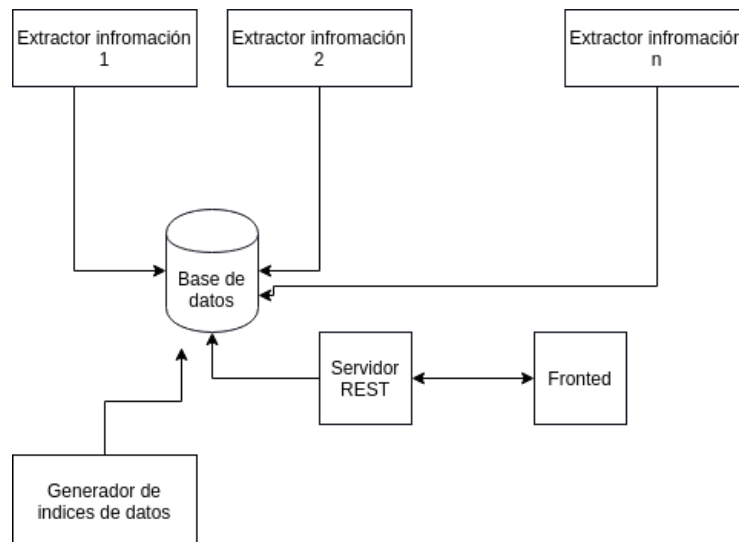 Extractor infromación
1
Extractor infromación
2
Extractor infromación
n
Base de
datos
Servidor
REST
Fronted
Generador de
indices de datos